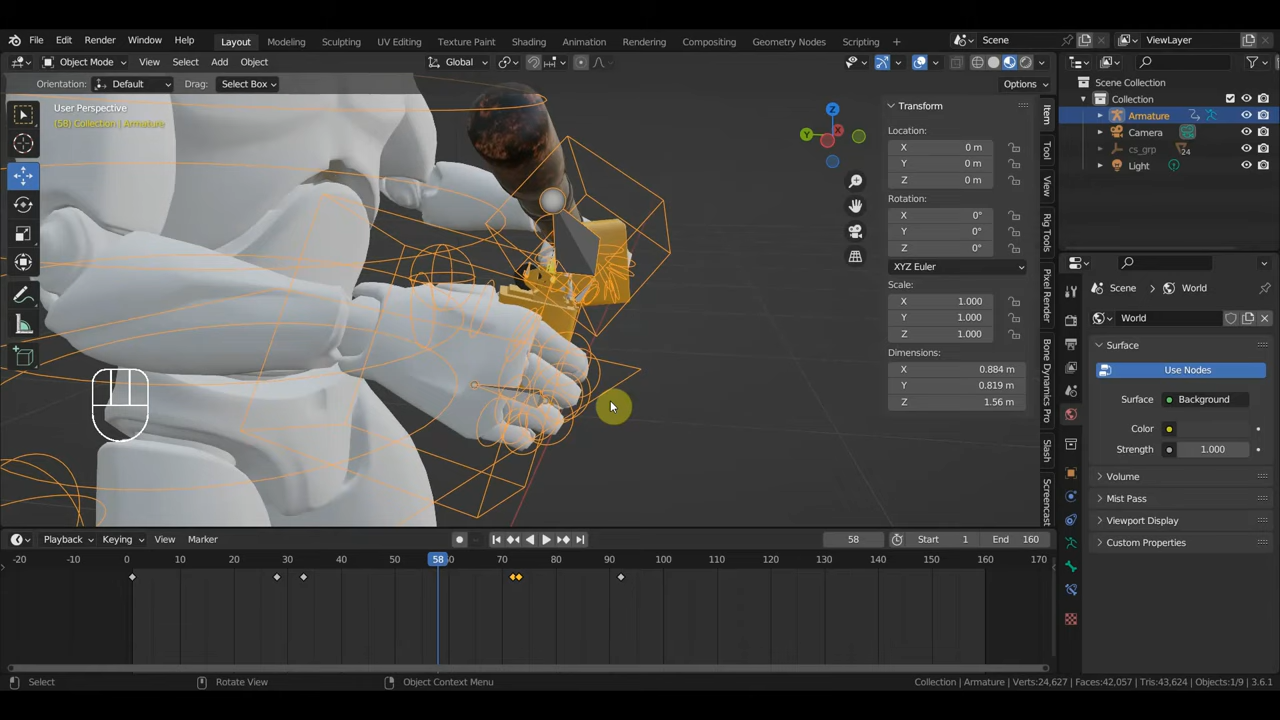 File Edit Render Window Help Layout Modeling Sculpting UV Editing Texture Paint Shading Animation Rendering Compositing Geometry Nodes Scripting + Scene ViewLayer
Object Mode View Select Add Object Global Options
Orientation: Default Drag: Select Box
User Perspective
(58) Collection | Armature
Z
Y
X
Transform
Location:
X 0 m
Y 0 m
Z 0 m
Rotation:
X 0°
Y 0°
Z 0°
XYZ Euler
Scale:
X 1.000
Y 1.000
Z 1.000
Dimensions:
X 0.884 m
Y 0.819 m
Z 1.56 m
Item
Tool
View
Rig Tools
Pixel Render
Bone Dynamics Pro
Slash
Screencast
Scene Collection
Collection
Armature
Camera
cs_grp 24
Light
Scene > World
World
Surface
Use Nodes
Surface Background
Color
Strength 1.000
Volume
Mist Pass
Viewport Display
Custom Properties
Playback Keying View Marker 58 Start 1 End 160
-20 -10 0 10 20 30 40 50 58 60 70 80 90 100 110 120 130 140 150 160 170
Select Rotate View Object Context Menu Collection | Armature | Verts:24,627 | Faces:42,057 | Tris:43,624 | Objects:1/9 | 3.6.1